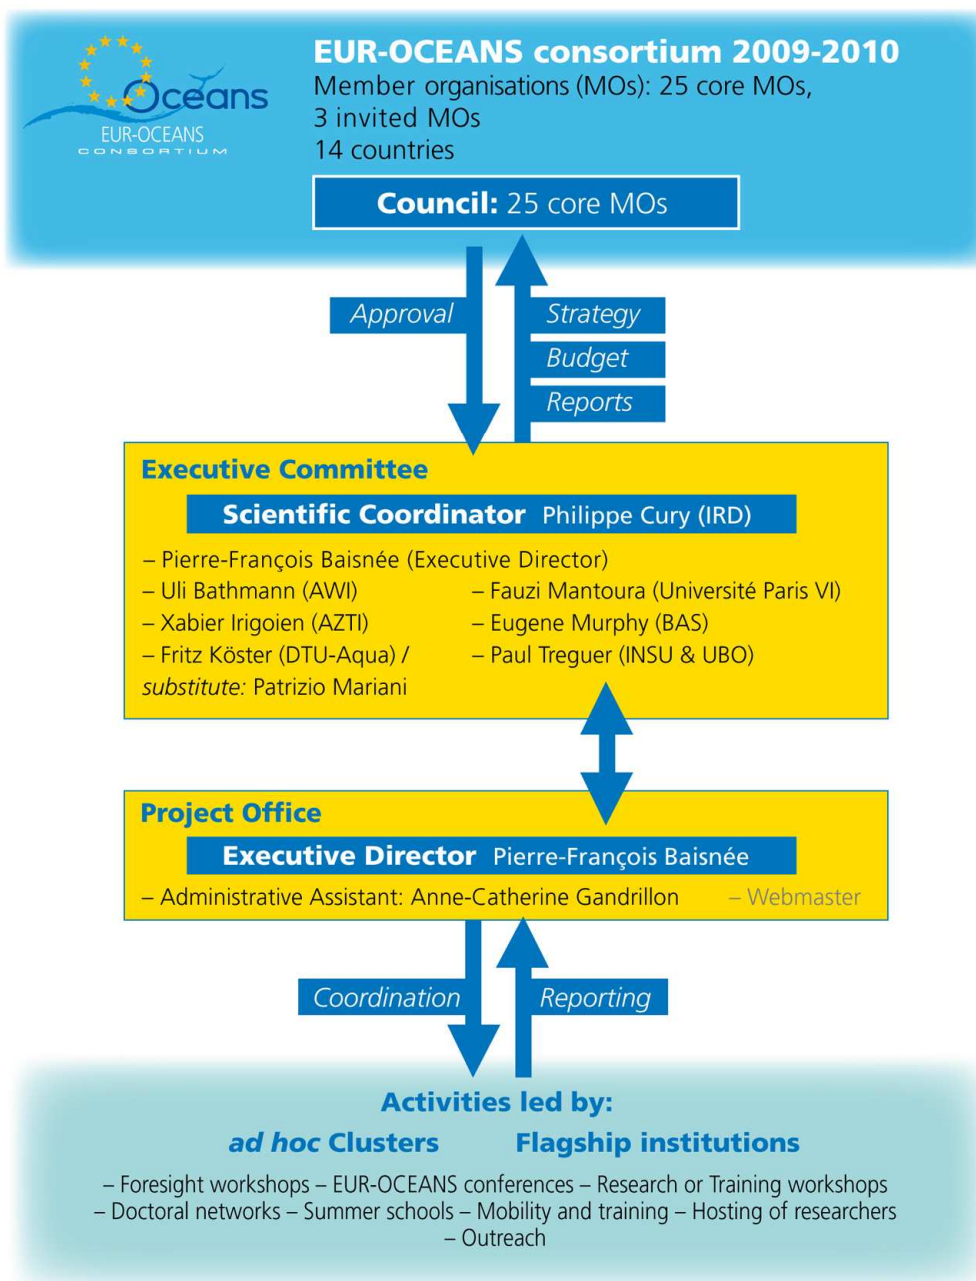 Oceans
EUR-OCEANS
CONSORTIUM
EUR-OCEANS consortium 2009-2010
Member organisations (MOs): 25 core MOs,
3 invited MOs
14 countries
Council: 25 core MOs
Approval
Strategy
Budget
Reports
Executive Committee
Scientific Coordinator Philippe Cury (IRD)
– Pierre-François Baisnée (Executive Director)
– Uli Bathmann (AWI)
– Xabier Irigoien (AZTI)
– Fritz Köster (DTU-Aqua) /
substitute: Patrizio Mariani
– Fauzi Mantoura (Université Paris VI)
– Eugene Murphy (BAS)
– Paul Treguer (INSU & UBO)
Project Office
Executive Director Pierre-François Baisnée
– Administrative Assistant: Anne-Catherine Gandrillon – Webmaster
Coordination
Reporting
Activities led by:
ad hoc Clusters Flagship institutions
– Foresight workshops – EUR-OCEANS conferences – Research or Training workshops
– Doctoral networks – Summer schools – Mobility and training – Hosting of researchers
– Outreach